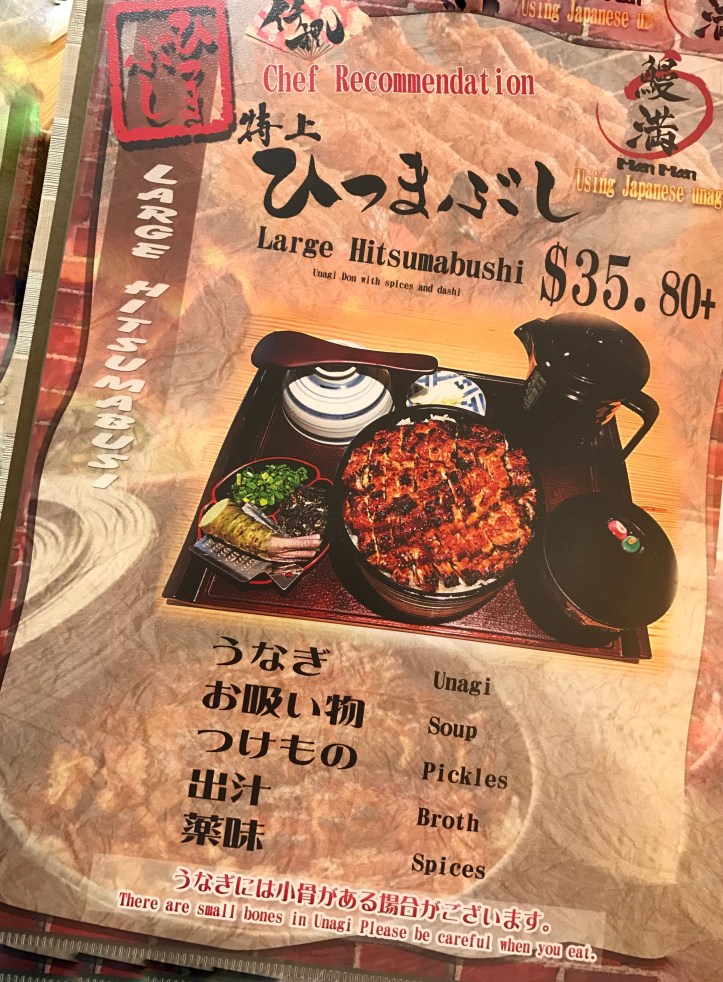 Using Japanese
ひつまぶし
Chef Recommendation
鰻満
Man Man
Using Japanese unag
特上
ひつまぶし
Large Hitsumabushi
$35.80+
Unagi Don with spices and dashi
LARGE HITSUMABUSI
うなぎ Unagi
お吸い物 Soup
つけもの Pickles
出汁 Broth
薬味 Spices
うなぎには小骨がある場合がございます。
There are small bones in Unagi Please be careful when you eat.